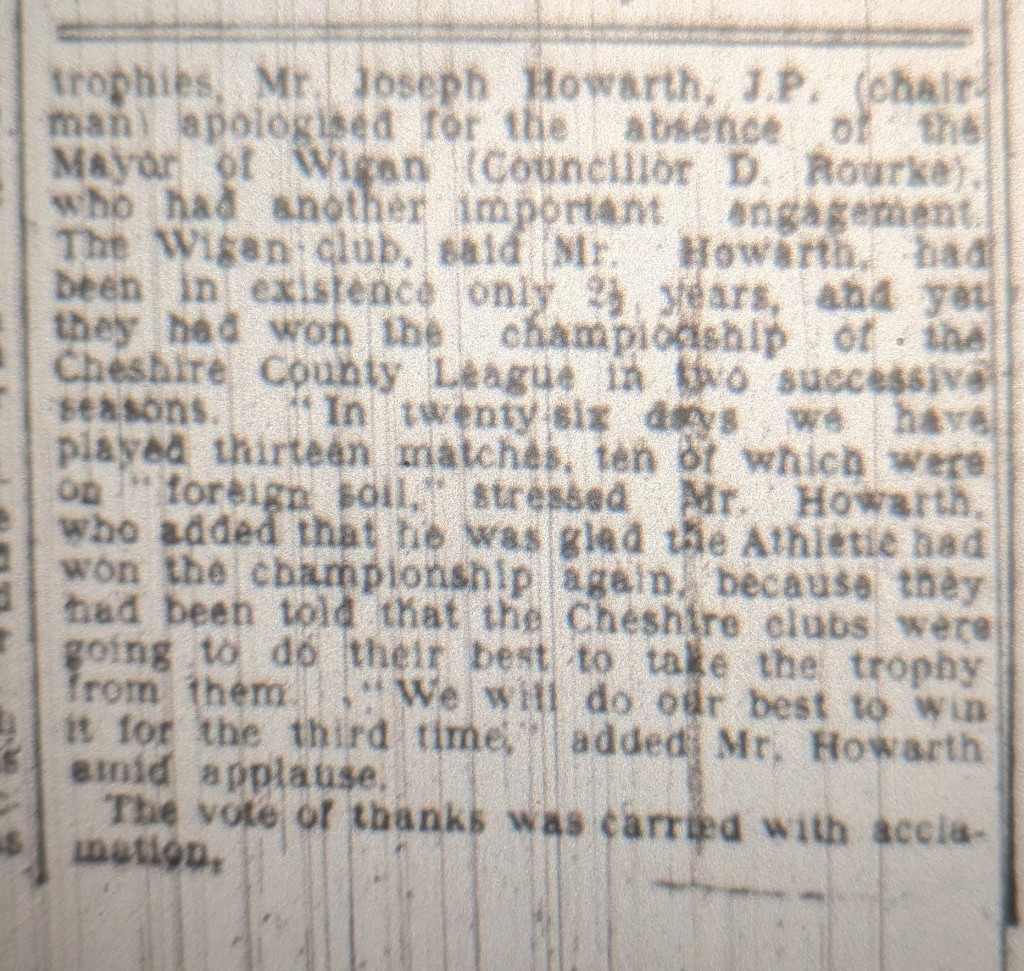 trophies, Mr. Joseph Howarth, J.P. (chair-
man) apologised for the absence of the
Mayor of Wigan (Councillor D. Rourke),
who had another important engagement.
The Wigan club, said Mr. Howarth, had
been in existence only 2½ years, and yet
they had won the championship of the
Cheshire County League in two successive
seasons. "In twenty-six days we have
played thirteen matches, ten of which were
on "foreign soil," stressed Mr. Howarth,
who added that he was glad the Athletic had
won the championship again, because they
had been told that the Cheshire clubs were
going to do their best to take the trophy
from them. "We will do our best to win
it for the third time," added Mr. Howarth
amid applause.
The vote of thanks was carried with accla-
mation.